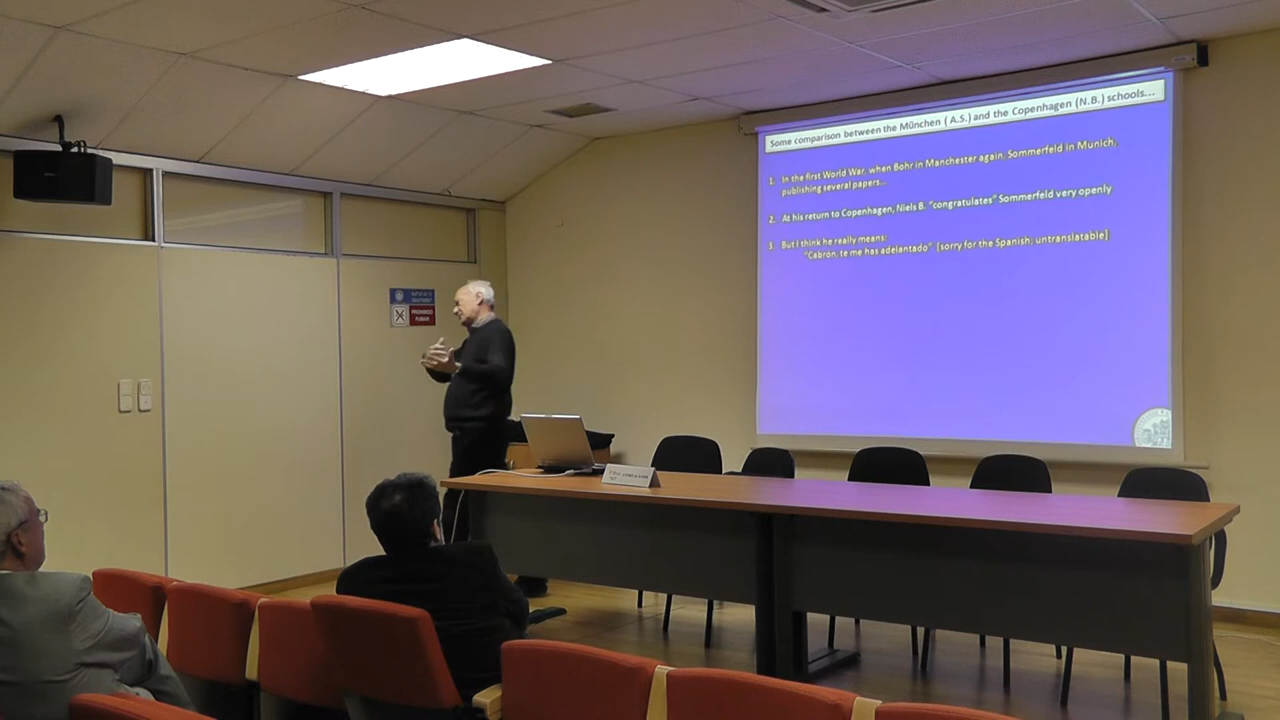 Some comparison between the München ( A.S.) and the Copenhagen (N.B.) schools...
1. In the first World War, when Bohr in Manchester again, Sommerfeld in Munich,
publishing several papers...
2. At his return to Copenhagen, Niels B. "congratulates" Sommerfeld very openly
3. But I think he really means:
"Cabrón, te me has adelantado" [sorry for the Spanish; untranslatable]
PROHIBIDO
FUMAR